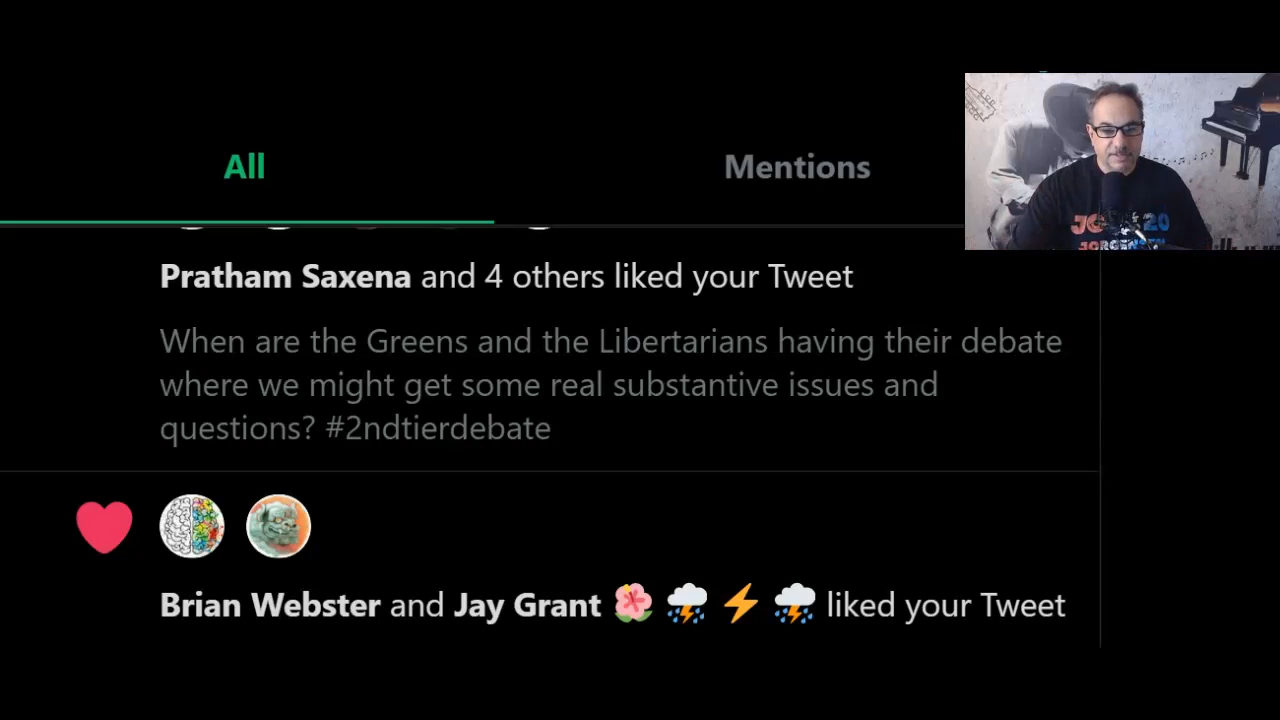 All
Mentions
Pratham Saxena and 4 others liked your Tweet
When are the Greens and the Libertarians having their debate
where we might get some real substantive issues and
questions? #2ndtierdebate
Brian Webster and Jay Grant 🌺 ⛈️ ⚡ ⛈️ liked your Tweet
20
JORGENSEN